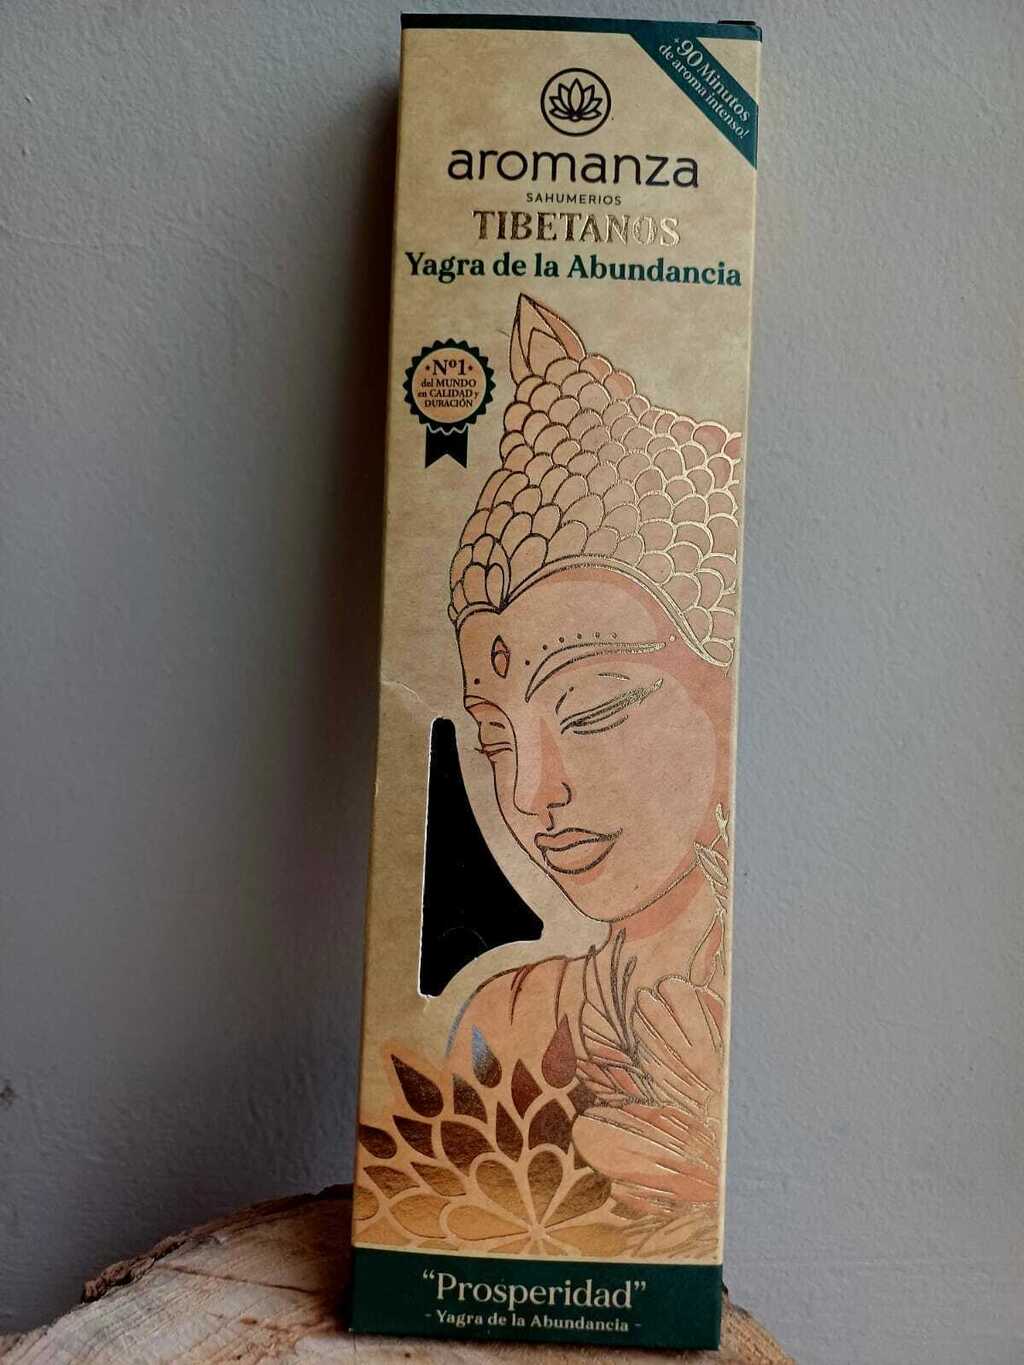 +90 Minutos
de aroma intenso!
aromanza
SAHUMERIOS
TIBETANOS
Yagra de la Abundancia
Nº1
del MUNDO
en CALIDAD y
DURACIÓN
“Prosperidad”
- Yagra de la Abundancia -